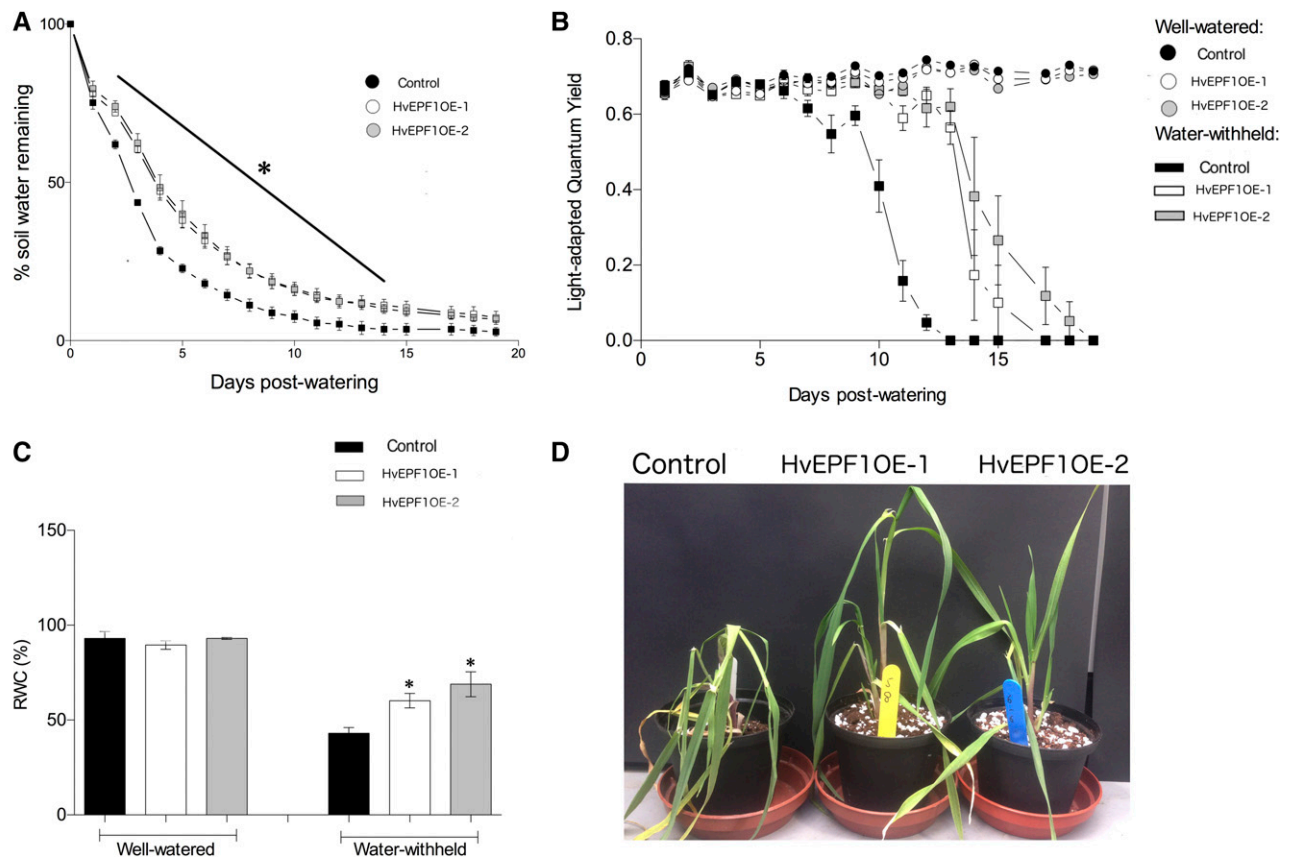 A
100
50
0
0
5
10
15
20
% soil water remaining
Days post-watering
*
Control
HvEPF1OE-1
HvEPF1OE-2
B
0.8
0.6
0.4
0.2
0.0
0
5
10
15
Light-adapted Quantum Yield
Days post-watering
Well-watered:
Control
HvEPF1OE-1
HvEPF1OE-2
Water-withheld:
Control
HvEPF1OE-1
HvEPF1OE-2
C
Control
HvEPF1OE-1
HvEPF1OE-2
150
100
50
0
RWC (%)
*
*
Well-watered
Water-withheld
D
Control HvEPF1OE-1 HvEPF1OE-2